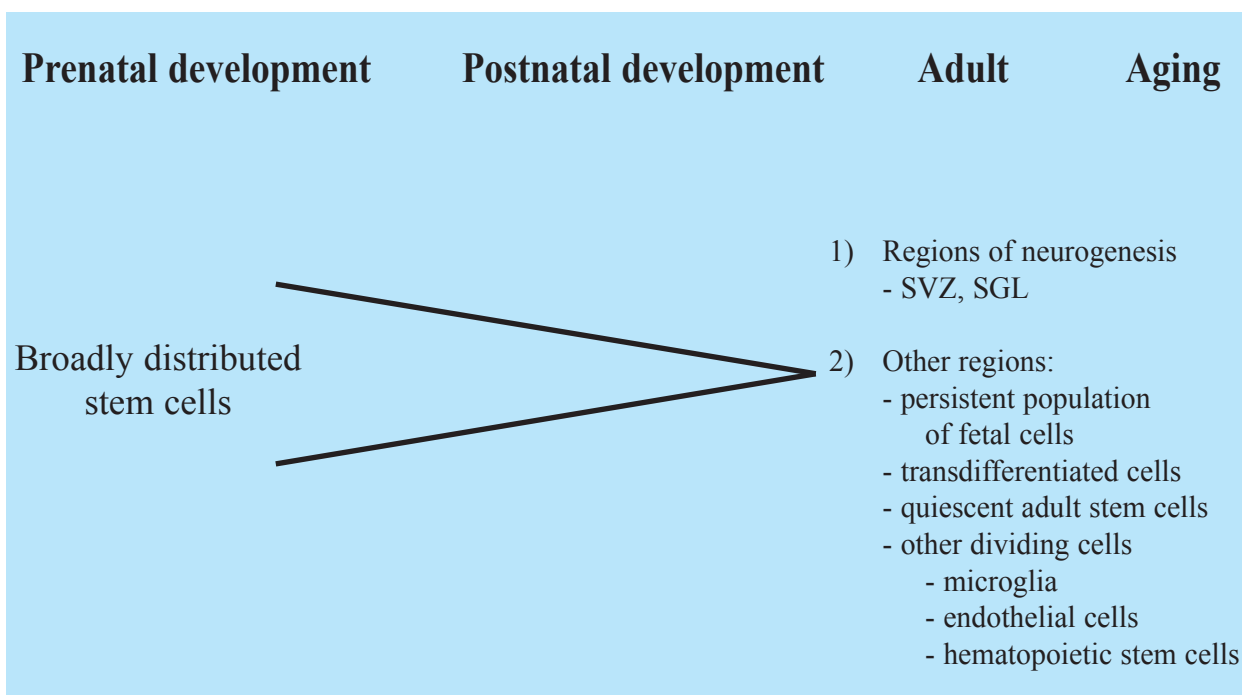 Prenatal development Postnatal development Adult Aging
Broadly distributed
stem cells
1) Regions of neurogenesis
- SVZ, SGL
2) Other regions:
- persistent population
of fetal cells
- transdifferentiated cells
- quiescent adult stem cells
- other dividing cells
- microglia
- endothelial cells
- hematopoietic stem cells